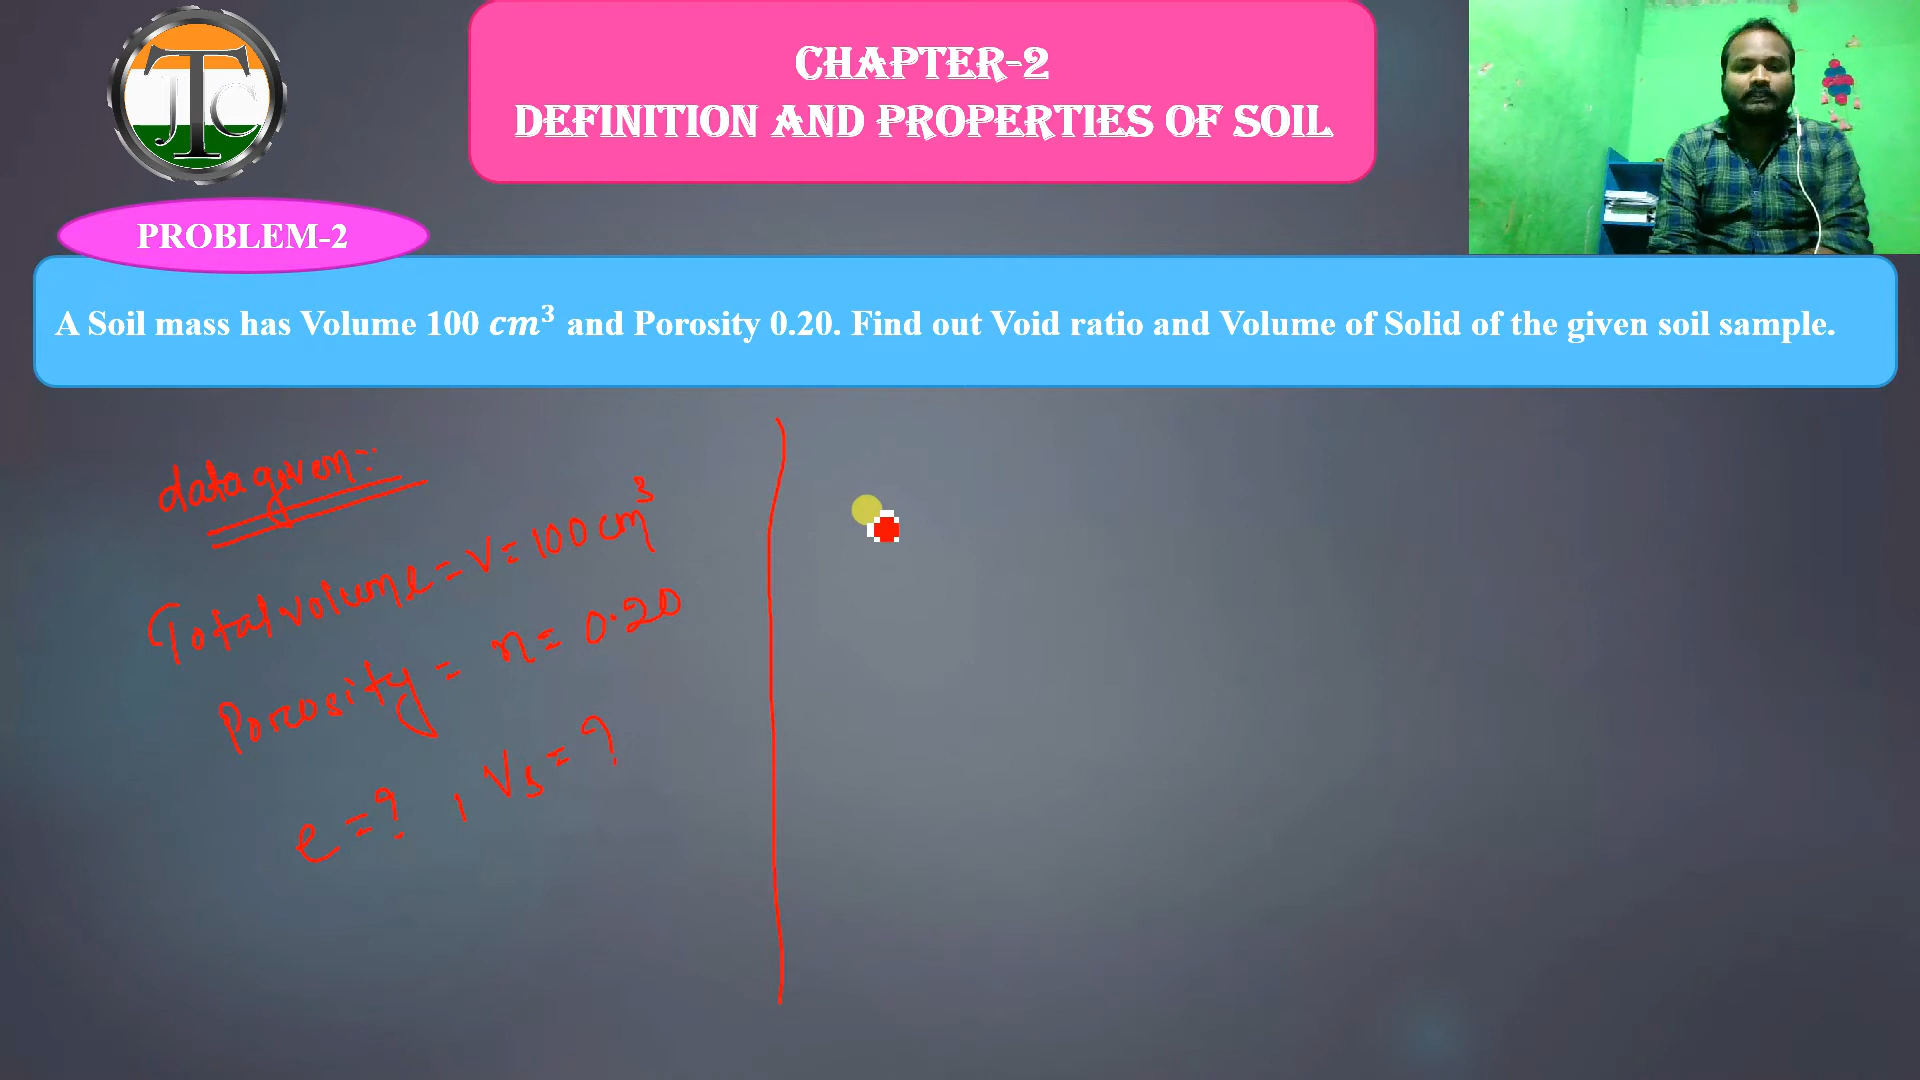 JTC
CHAPTER-2
DEFINITION AND PROPERTIES OF SOIL
PROBLEM-2
A Soil mass has Volume 100 cm³ and Porosity 0.20. Find out Void ratio and Volume of Solid of the given soil sample.
data given:-
Total volume = V = 100 cm³
Porosity = n = 0.20
e = ? , Vs = ?